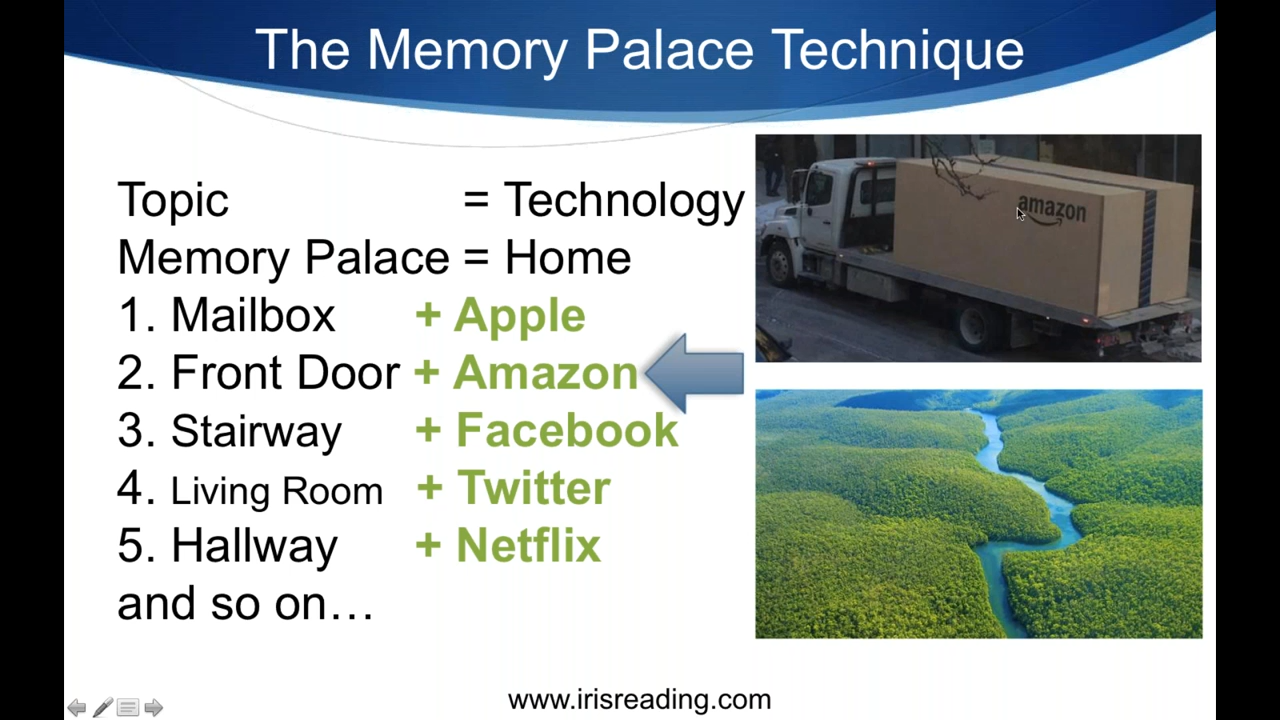 The Memory Palace Technique
Topic = Technology
Memory Palace = Home
1. Mailbox + Apple
2. Front Door + Amazon
3. Stairway + Facebook
4. Living Room + Twitter
5. Hallway + Netflix
and so on…
amazon
www.irisreading.com